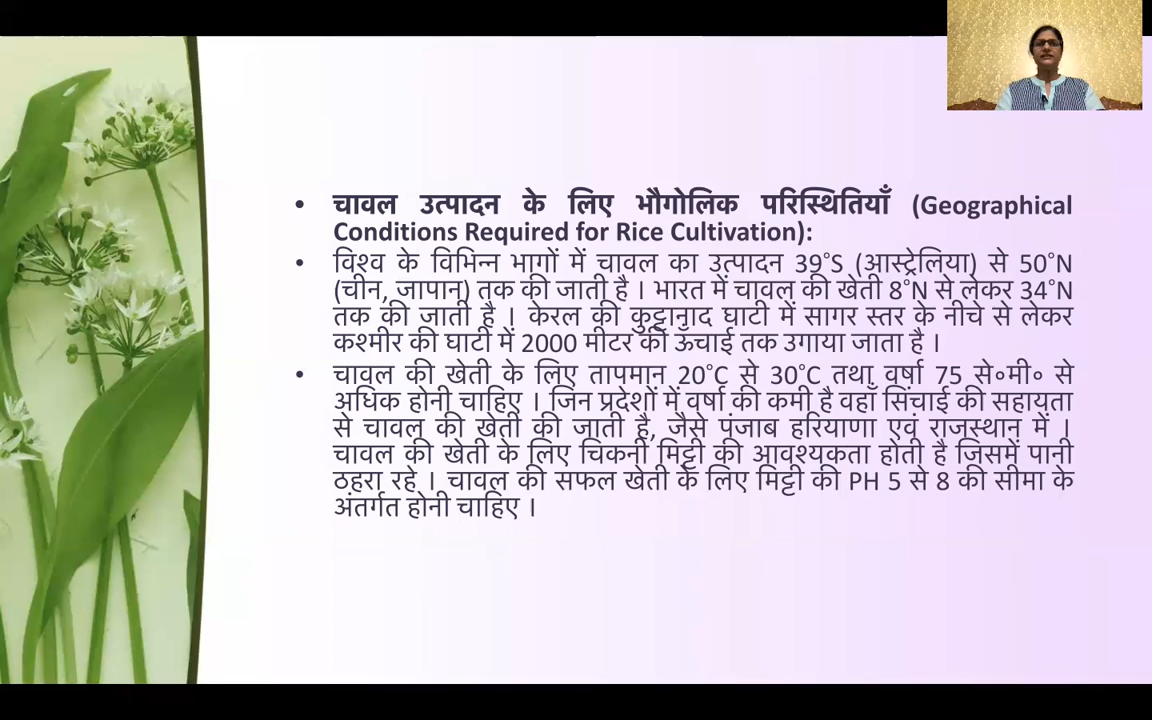 • चावल उत्पादन के लिए भौगोलिक परिस्थितियाँ (Geographical
Conditions Required for Rice Cultivation):
• विश्व के विभिन्न भागों में चावल का उत्पादन 39°S (आस्ट्रेलिया) से 50°N
(चीन, जापान) तक की जाती है । भारत में चावल की खेती 8°N से लेकर 34°N
तक की जाती है । केरल की कुट्टानाद घाटी में सागर स्तर के नीचे से लेकर
कश्मीर की घाटी में 2000 मीटर की ऊंचाई तक उगाया जाता है ।
• चावल की खेती के लिए तापमान 20°C से 30°C तथा वर्षा 75 से॰मी॰ से
अधिक होनी चाहिए । जिन प्रदेशों में वर्षा की कमी है वहाँ सिंचाई की सहायता
से चावल की खेती की जाती है, जैसे पंजाब हरियाणा एवं राजस्थान में ।
चावल की खेती के लिए चिकनी मिट्टी की आवश्यकता होती है जिसमें पानी
ठहरा रहे । चावल की सफल खेती के लिए मिट्टी की PH 5 से 8 की सीमा के
अंतर्गत होनी चाहिए ।